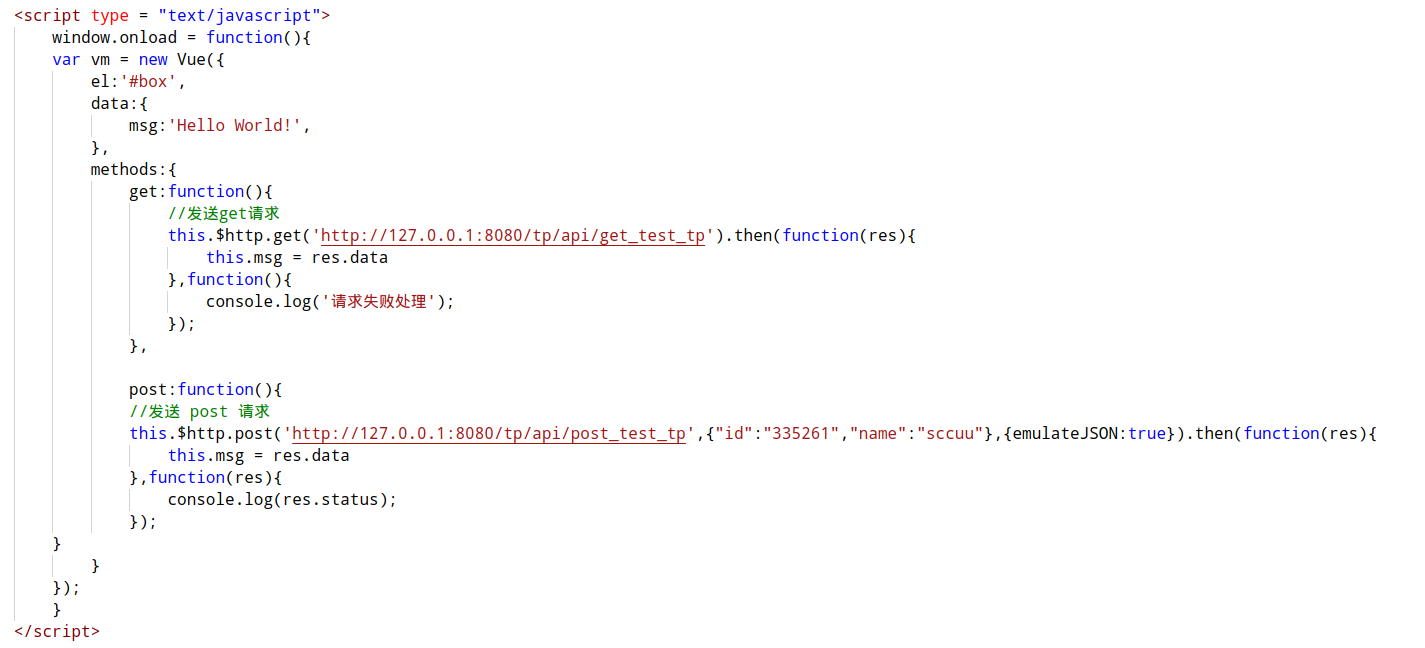 <script type = "text/javascript">
    window.onload = function(){
    var vm = new Vue({
        el:'#box',
        data:{
            msg:'Hello World!',
        },
        methods:{
            get:function(){
                //发送get请求
                this.$http.get('http://127.0.0.1:8080/tp/api/get_test_tp').then(function(res){
                    this.msg = res.data
                },function(){
                    console.log('请求失败处理');
                });
            },

            post:function(){
            //发送 post 请求
            this.$http.post('http://127.0.0.1:8080/tp/api/post_test_tp',{"id":"335261","name":"sccuu"},{emulateJSON:true}).then(function(res){
                this.msg = res.data
            },function(res){
                console.log(res.status);
            });
    }
        }
    });
    }
</script>